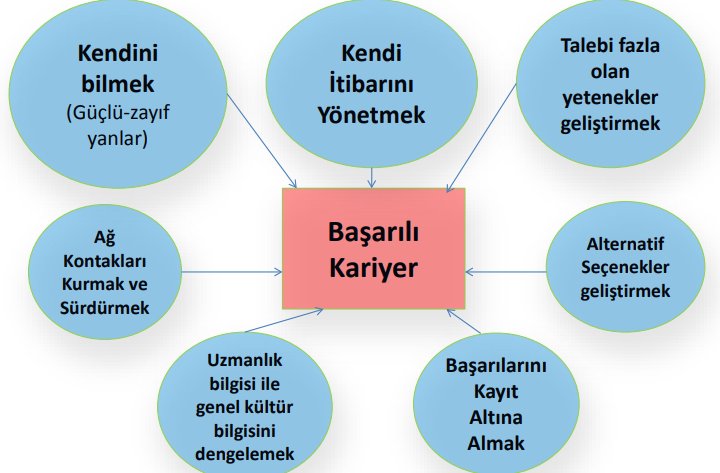 Kendini
bilmek
(Güçlü-zayıf
yanlar)
Kendi
İtibarını
Yönetmek
Talebi fazla
olan
yetenekler
geliştirmek
Ağ
Kontakları
Kurmak ve
Sürdürmek
Başarılı
Kariyer
Alternatif
Seçenekler
geliştirmek
Uzmanlık
bilgisi ile
genel kültür
bilgisini
dengelemek
Başarılarını
Kayıt
Altına
Almak